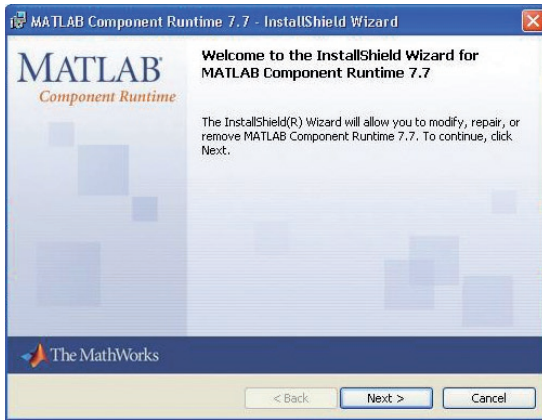 MATLAB Component Runtime 7.7 - InstallShield Wizard
MATLAB®
Component Runtime
Welcome to the InstallShield Wizard for
MATLAB Component Runtime 7.7
The InstallShield(R) Wizard will allow you to modify, repair, or
remove MATLAB Component Runtime 7.7. To continue, click
Next.
The MathWorks
< Back
Next >
Cancel